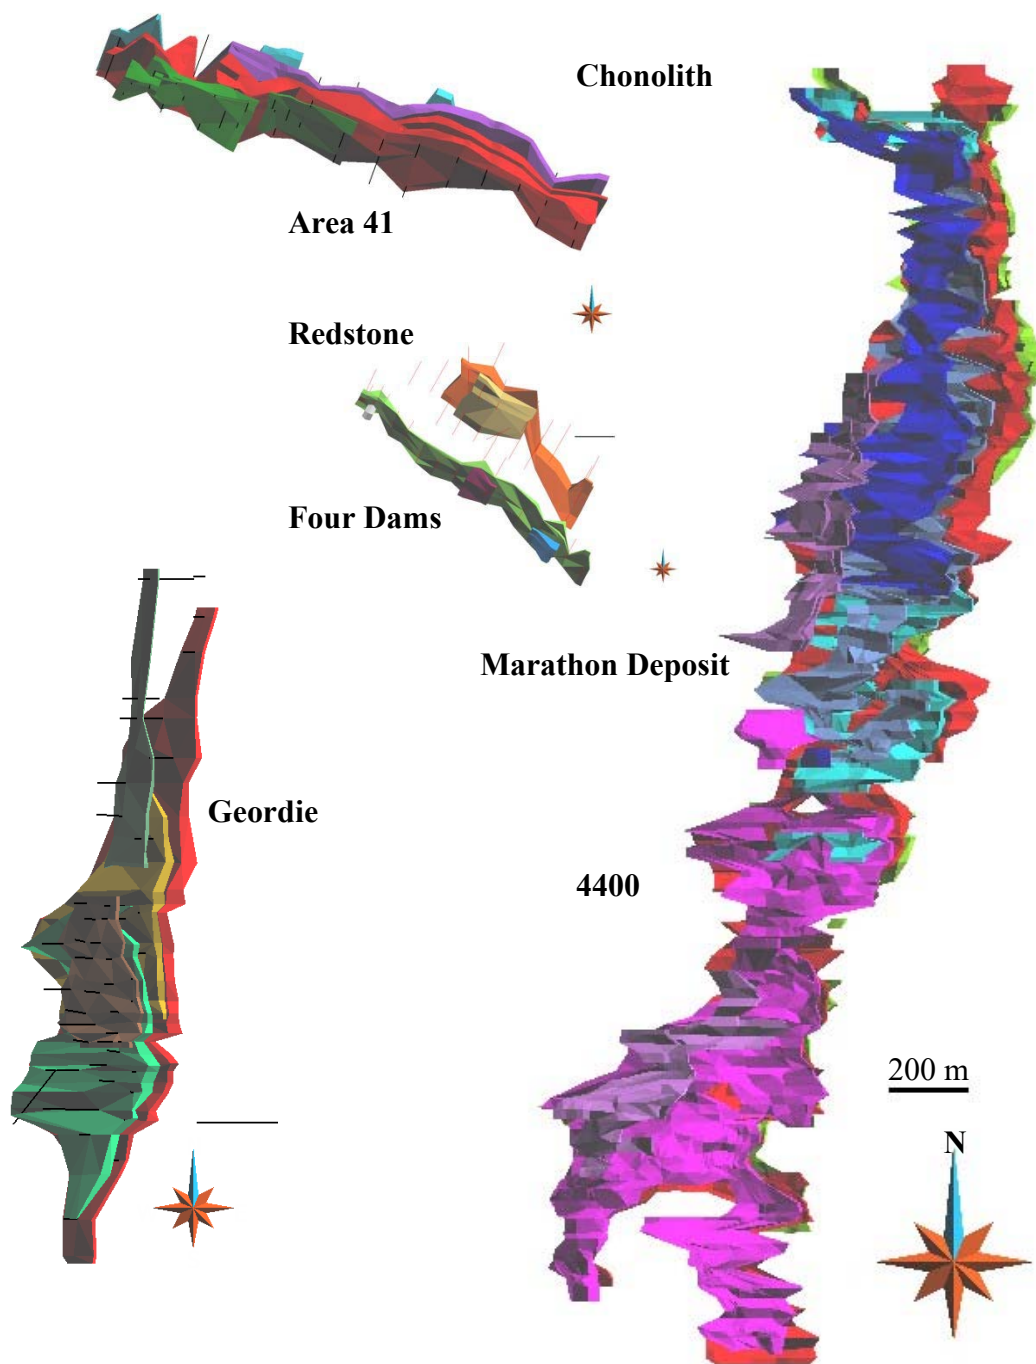 Chonolith
Area 41
Redstone
Four Dams
Marathon Deposit
Geordie
4400
200 m
N